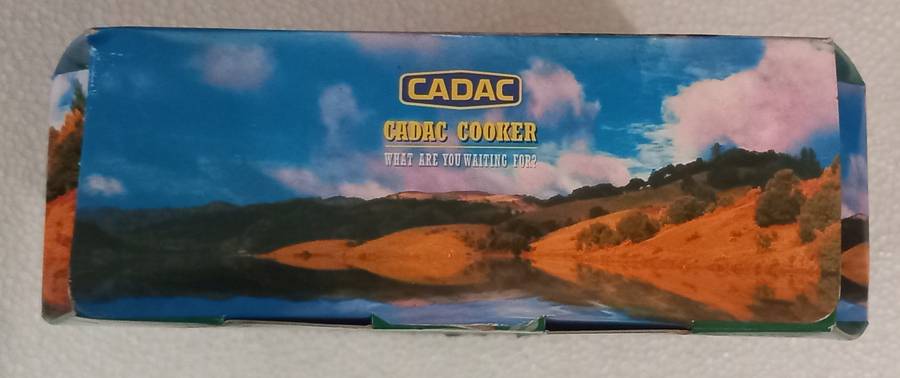 CADAC
CADAC COOKER
WHAT ARE YOU WAITING FOR?